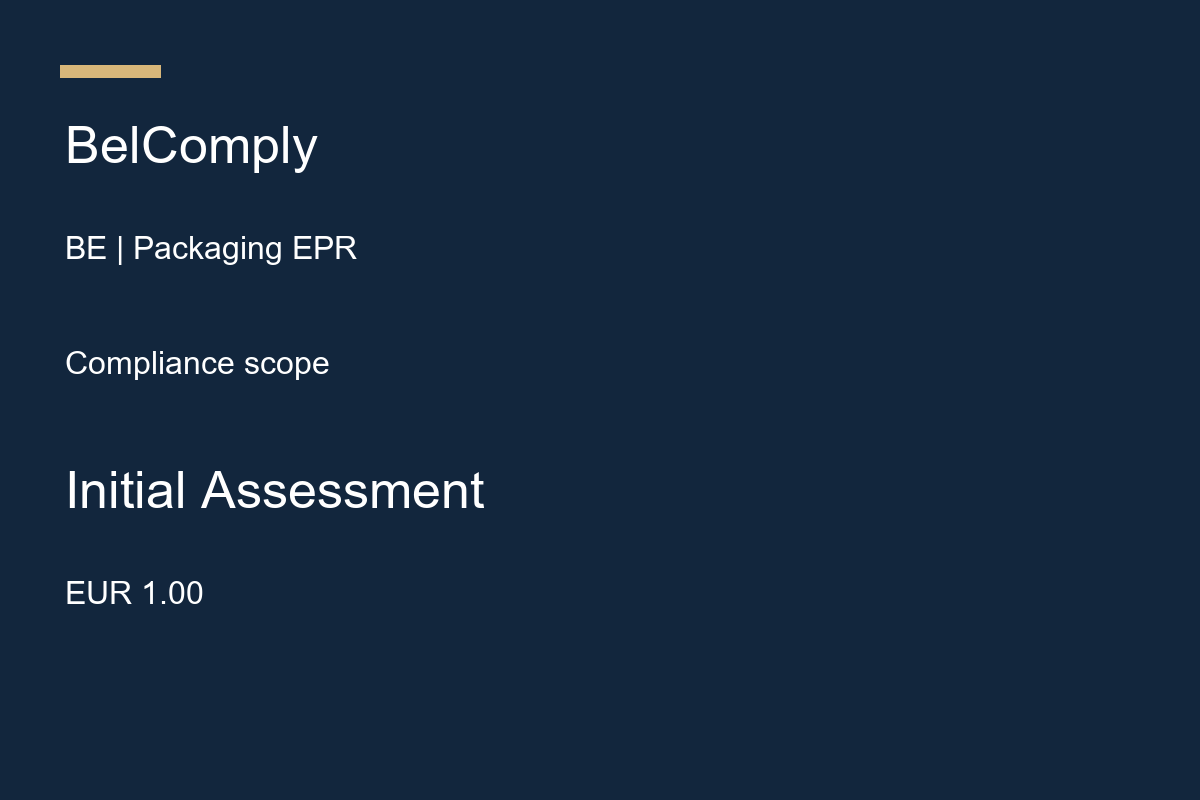 BelComply
BE | Packaging EPR
Compliance scope
Initial Assessment
EUR 1.00